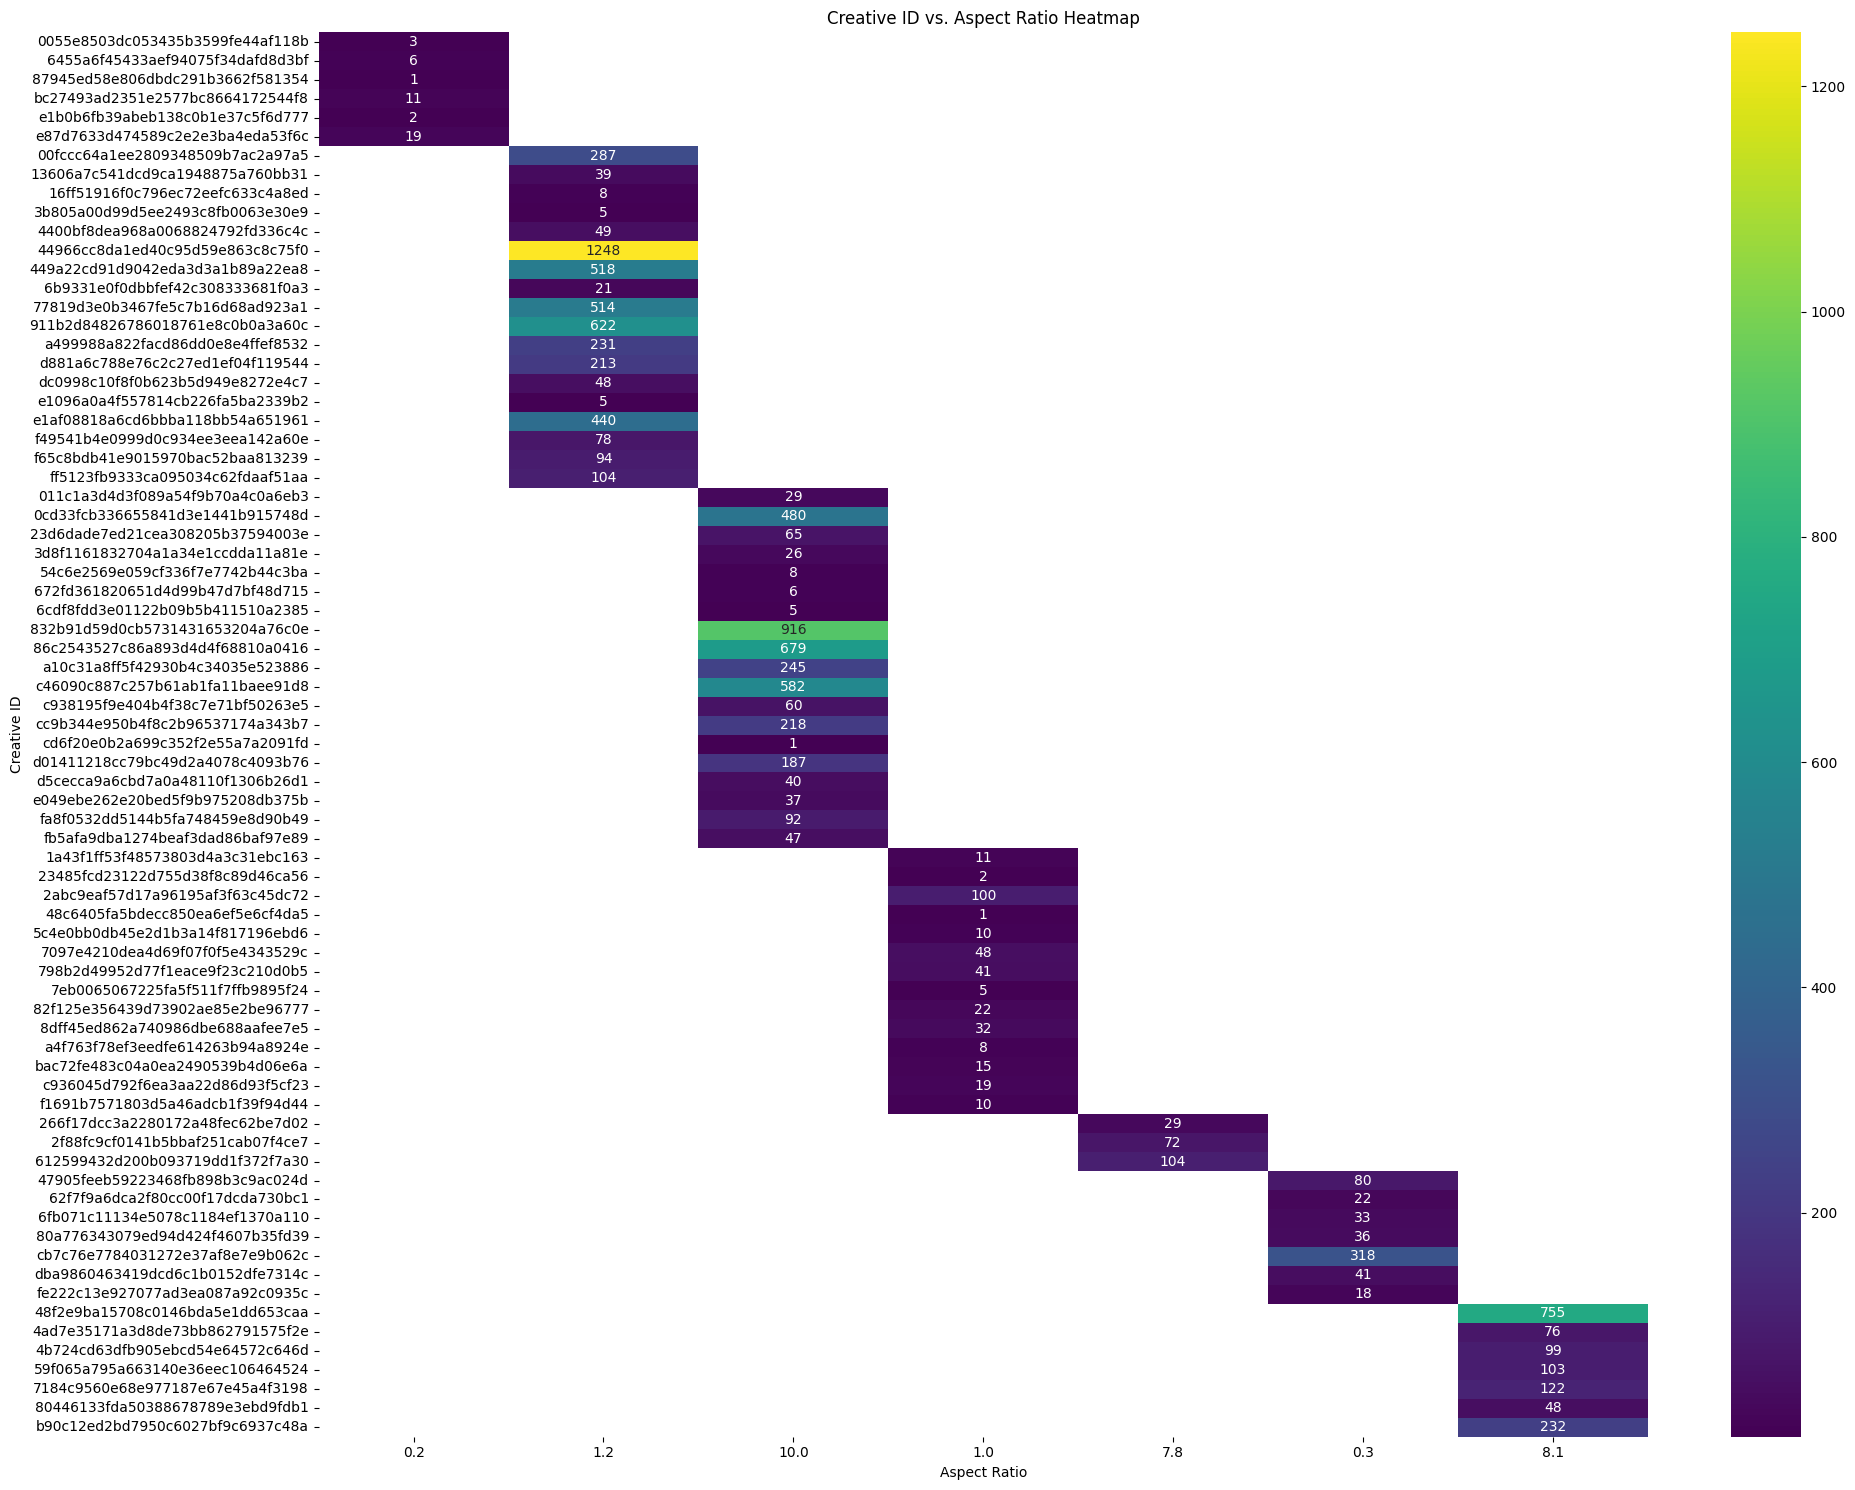 Creative ID vs. Aspect Ratio Heatmap
0055e8503dc053435b3599fe44af118b 3
6455a6f45433aef94075f34dafd8d3bf 6
87945ed58e806dbdc291b3662f581354 1
bc27493ad2351e2577bc8664172544f8 11
e1b0b6fb39abeb138c0b1e37c5f6d777 2
e87d7633d474589c2e2e3ba4eda53f6c 19
00fccc64a1ee2809348509b7ac2a97a5 287
13606a7c541dcd9ca1948875a760bb31 39
16ff51916f0c796ec72eefc633c4a8ed 8
3b805a00d99d5ee2493c8fb0063e30e9 5
4400bf8dea968a0068824792fd336c4c 49
44966cc8da1ed40c95d59e863c8c75f0 1248
449a22cd91d9042eda3d3a1b89a22ea8 518
6b9331e0f0dbbfef42c308333681f0a3 21
77819d3e0b3467fe5c7b16d68ad923a1 514
911b2d84826786018761e8c0b0a3a60c 622
a499988a822facd86dd0e8e4ffef8532 231
d881a6c788e76c2c27ed1ef04f119544 213
dc0998c10f8f0b623b5d949e8272e4c7 48
e1096a0a4f557814cb226fa5ba2339b2 5
e1af08818a6cd6bbba118bb54a651961 440
f49541b4e0999d0c934ee3eea142a60e 78
f65c8bdb41e9015970bac52baa813239 94
ff5123fb9333ca095034c62fdaaf51aa 104
011c1a3d4d3f089a54f9b70a4c0a6eb3 29
0cd33fcb336655841d3e1441b915748d 480
23d6dade7ed21cea308205b37594003e 65
3d8f1161832704a1a34e1ccdda11a81e 26
54c6e2569e059cf336f7e7742b44c3ba 8
672fd361820651d4d99b47d7bf48d715 6
6cdf8fdd3e01122b09b5b411510a2385 5
832b91d59d0cb5731431653204a76c0e 916
86c2543527c86a893d4d4f68810a0416 679
a10c31a8ff5f42930b4c34035e523886 245
c46090c887c257b61ab1fa11baee91d8 582
c938195f9e404b4f38c7e71bf50263e5 60
cc9b344e950b4f8c2b96537174a343b7 218
cd6f20e0b2a699c352f2e55a7a2091fd 1
d01411218cc79bc49d2a4078c4093b76 187
d5cecca9a6cbd7a0a48110f1306b26d1 40
e049ebe262e20bed5f9b975208db375b 37
fa8f0532dd5144b5fa748459e8d90b49 92
fb5afa9dba1274beaf3dad86baf97e89 47
1a43f1ff53f48573803d4a3c31ebc163 11
23485fcd23122d755d38f8c89d46ca56 2
2abc9eaf57d17a96195af3f63c45dc72 100
48c6405fa5bdecc850ea6ef5e6cf4da5 1
5c4e0bb0db45e2d1b3a14f817196ebd6 10
7097e4210dea4d69f07f0f5e4343529c 48
798b2d49952d77f1eace9f23c210d0b5 41
7eb0065067225fa5f511f7ffb9895f24 5
82f125e356439d73902ae85e2be96777 22
8dff45ed862a740986dbe688aafee7e5 32
a4f763f78ef3eedfe614263b94a8924e 8
bac72fe483c04a0ea2490539b4d06e6a 15
c936045d792f6ea3aa22d86d93f5cf23 19
f1691b7571803d5a46adcb1f39f94d44 10
266f17dcc3a2280172a48fec62be7d02 29
2f88fc9cf0141b5bbaf251cab07f4ce7 72
612599432d200b093719dd1f372f7a30 104
47905feeb59223468fb898b3c9ac024d 80
62f7f9a6dca2f80cc00f17dcda730bc1 22
6fb071c11134e5078c1184ef1370a110 33
80a776343079ed94d424f4607b35fd39 36
cb7c76e7784031272e37af8e7e9b062c 318
dba9860463419dcd6c1b0152dfe7314c 41
fe222c13e927077ad3ea087a92c0935c 18
48f2e9ba15708c0146bda5e1dd653caa 755
4ad7e35171a3d8de73bb862791575f2e 76
4b724cd63dfb905ebcd54e64572c646d 99
59f065a795a663140e36eec106464524 103
7184c9560e68e977187e67e45a4f3198 122
80446133fda50388678789e3ebd9fdb1 48
b90c12ed2bd7950c6027bf9c6937c48a 232
0.2 1.2 10.0 1.0 7.8 0.3 8.1
Aspect Ratio
Creative ID
1200
1000
800
600
400
200